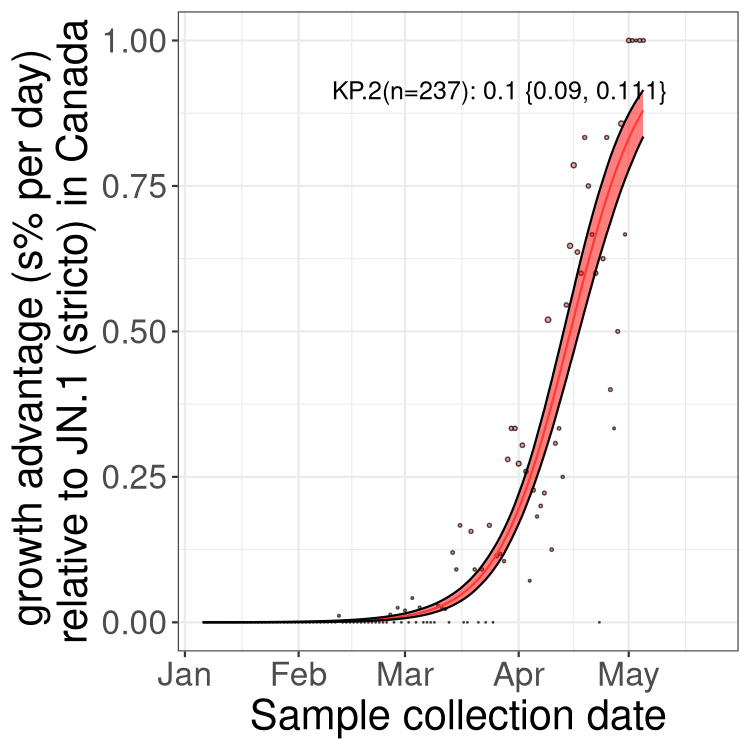 growth advantage (s% per day)
relative to JN.1 (stricto) in Canada
1.00
0.75
0.50
0.25
0.00
KP.2(n=237): 0.1 {0.09, 0.111}
Jan Feb Mar Apr May
Sample collection date